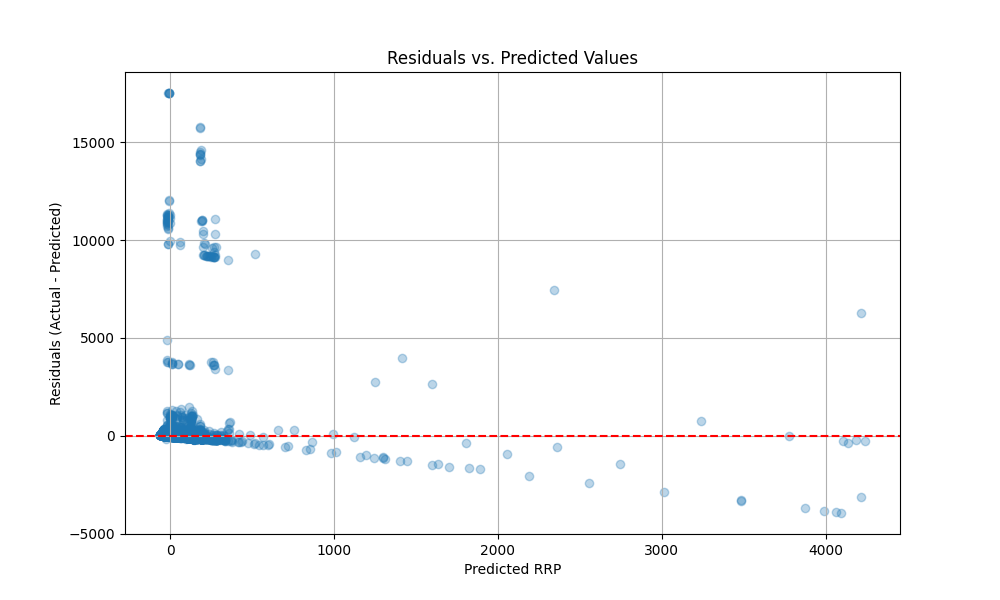 Residuals vs. Predicted Values
Residuals (Actual - Predicted)
15000
10000
5000
0
−5000
0 1000 2000 3000 4000
Predicted RRP